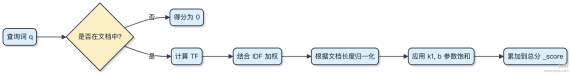 查询词 q
是否在文档中?
否
得分为 0
是
计算 TF
结合 IDF 加权
根据文档长度归一化
应用 k1, b 参数饱和
累加到总分 _score